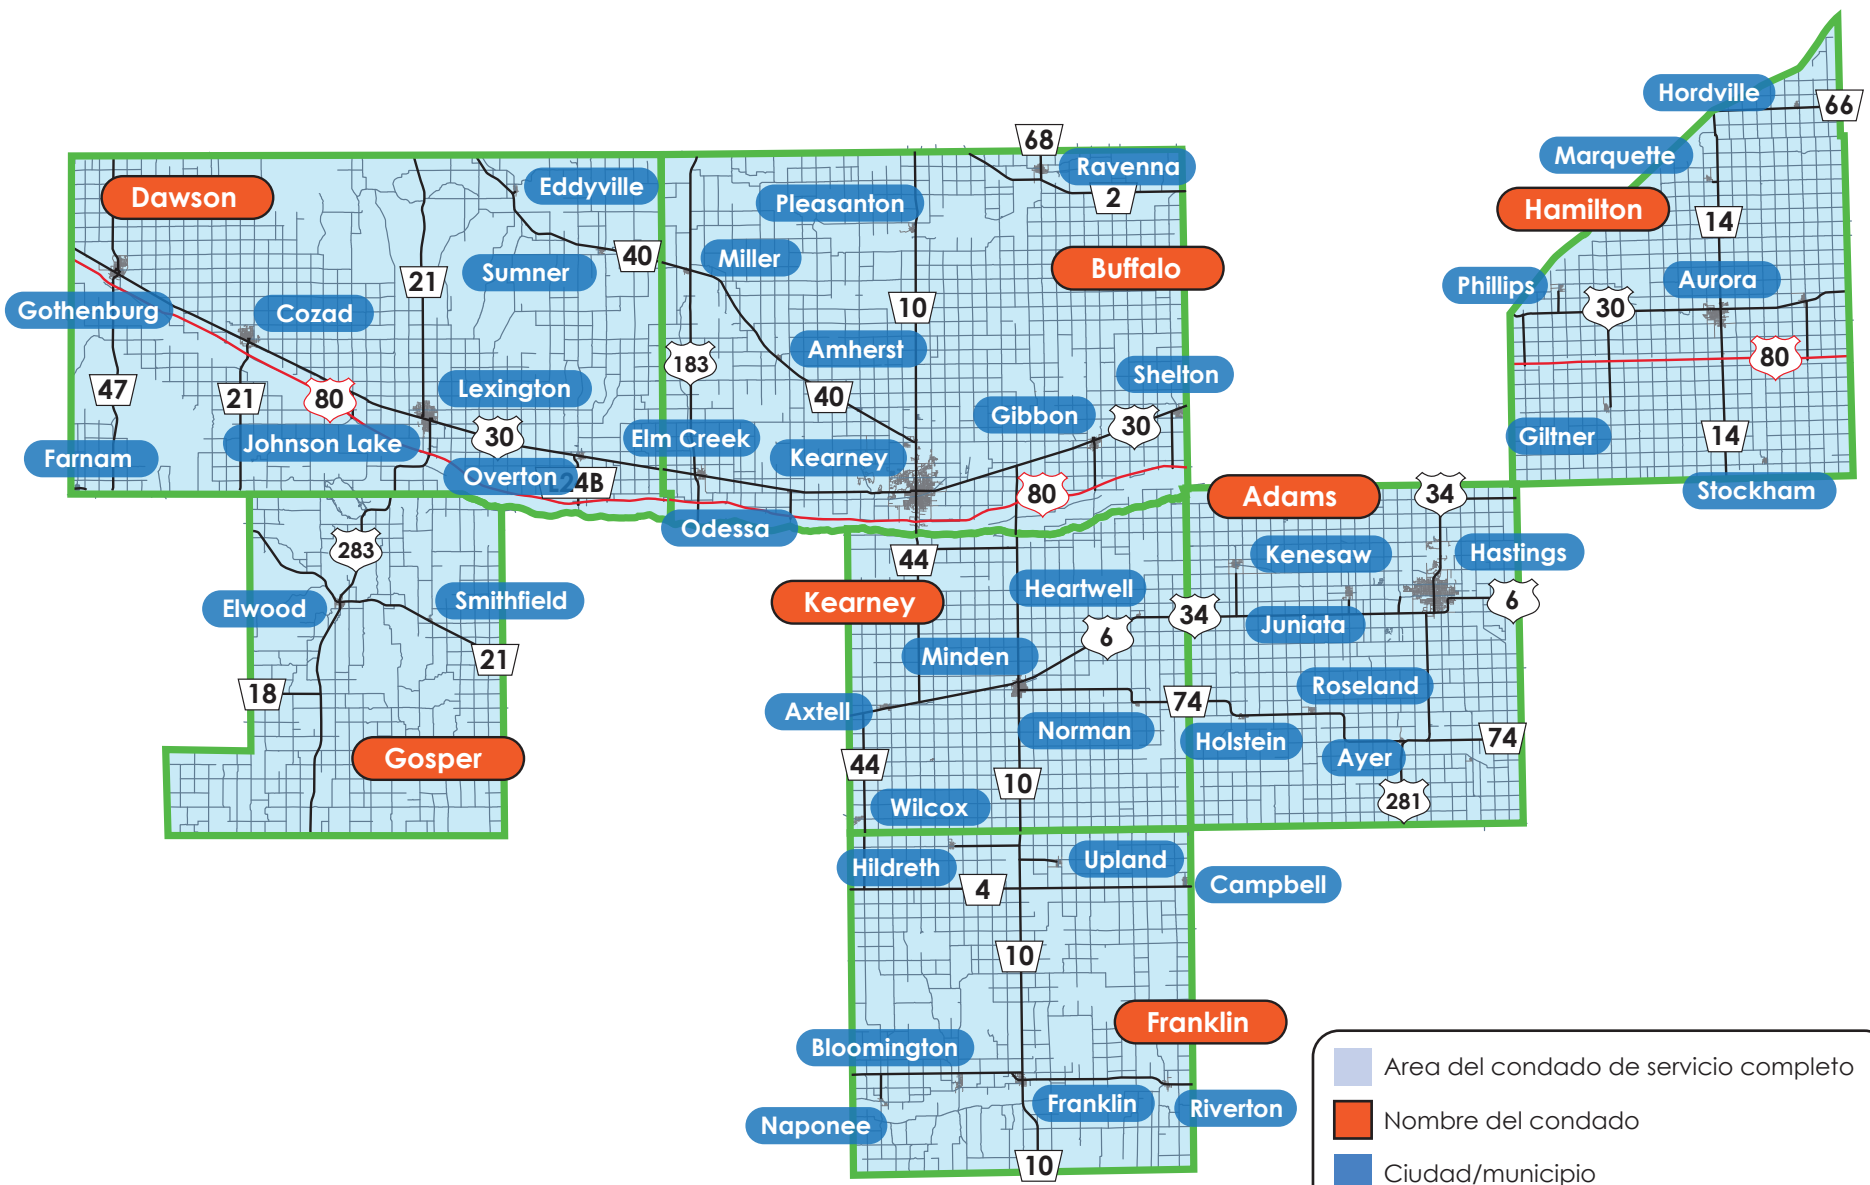 Hordville
66
68
Marquette
Ravenna
Eddyville
Dawson
2
Pleasanton
Hamilton
14
40
Miller
Buffalo
Sumner
21
Aurora
Phillips
10
30
Gothenburg
Cozad
Amherst
80
183
Shelton
47
21
80
Lexington
40
Gibbon
30
30
Giltner
14
Johnson Lake
Elm Creek
Kearney
Farnam
Overton
24B
Stockham
80
Adams
34
Odessa
283
44
Kenesaw
Hastings
Heartwell
Elwood
Smithfield
Kearney
34
6
Juniata
6
21
Minden
Roseland
18
74
Axtell
Norman
Holstein
74
Gosper
Ayer
44
10
281
Wilcox
Hildreth
Upland
4
Campbell
10
Franklin
Bloomington
Franklin
Riverton
Naponee
10
Area del condado de servicio completo
Nombre del condado
Ciudad/municipio